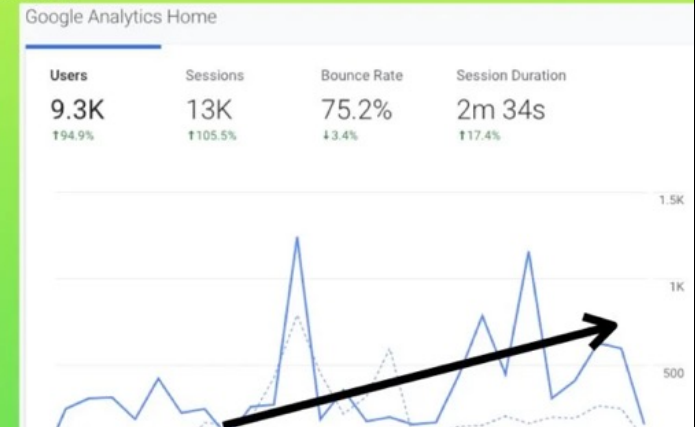 Google Analytics Home
Users Sessions Bounce Rate Session Duration
9.3K 13K 75.2% 2m 34s
↑94.9% ↑105.5% ↓3.4% ↑17.4%
1.5K
1K
500